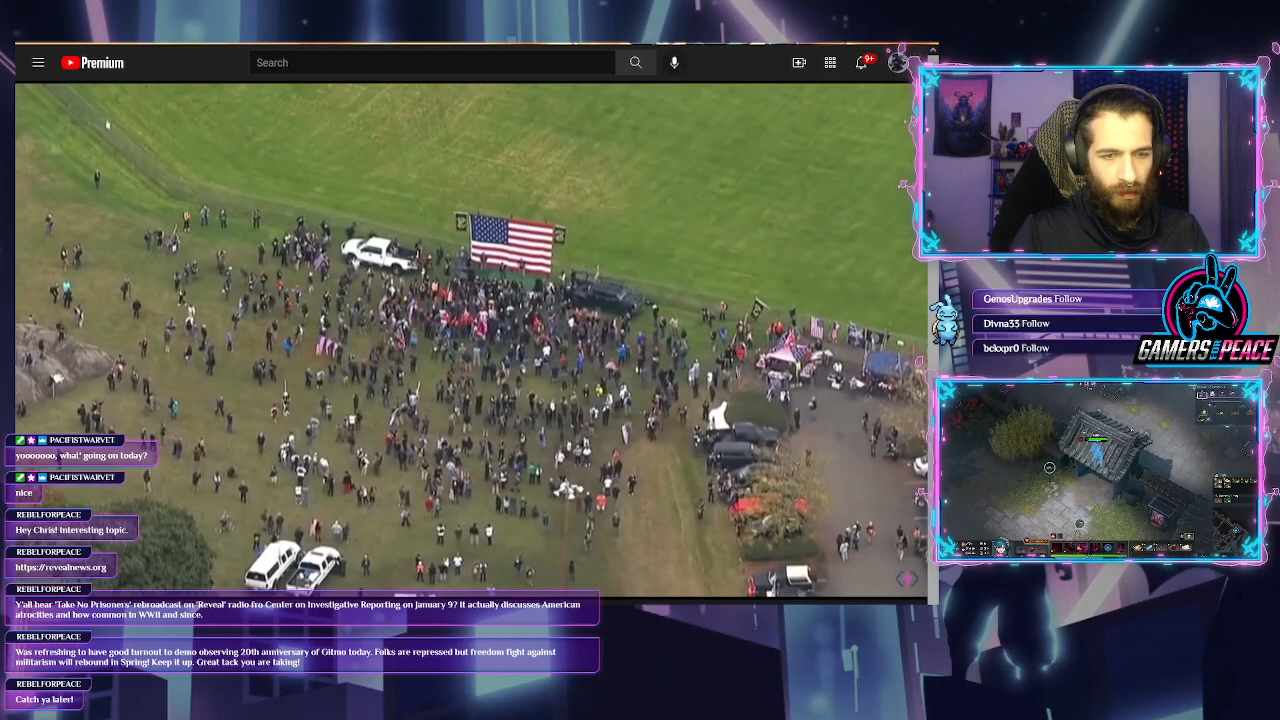 Premium
Search
9+
GenosUpgrades Follow
Divna33 Follow
bckxpr0 Follow
GAMERS FOR PEACE
PACIFISTWARVET
yooooooo, what' going on today?
PACIFISTWARVET
nice
REBELFORPEACE
Hey Chris! Interesting topic.
REBELFORPEACE
https://revealnews.org
REBELFORPEACE
Y'all hear 'Take No Prisoners' rebroadcast on 'Reveal' radio fro Center on Investigative Reporting on January 9? It actually discusses American
atrocities and how common in WWII and since.
REBELFORPEACE
Was refreshing to have good turnout to demo observing 20th anniversary of Gitmo today. Folks are repressed but freedom fight against
militarism will rebound in Spring! Keep it up. Great tack you are taking!
REBELFORPEACE
Catch ya later!